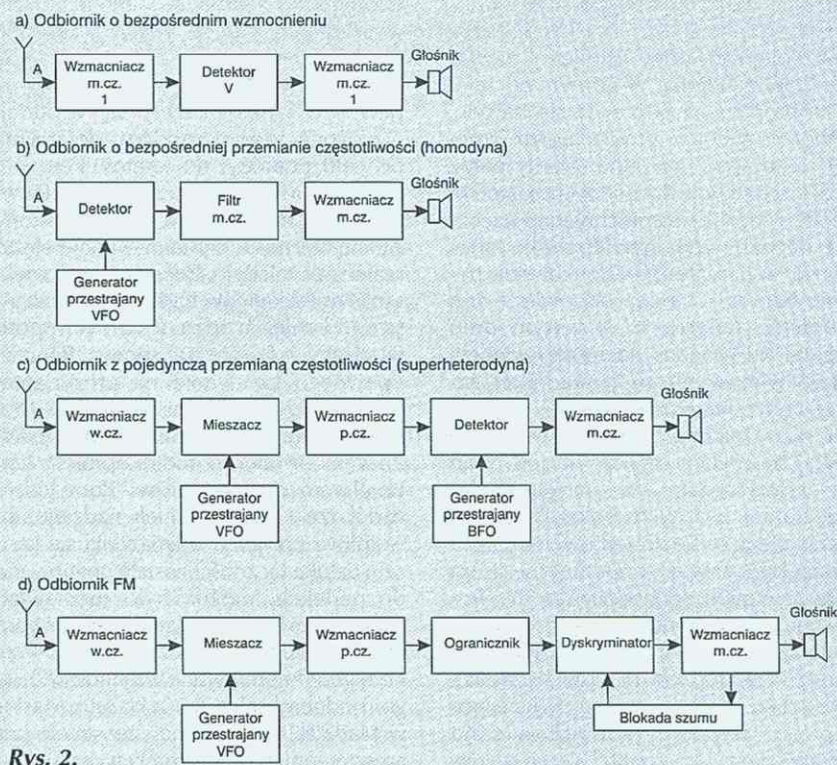 a) Odbiornik o bezpośrednim wzmocnieniu
A
Wzmacniacz
m.cz.
1
Detektor
V
Wzmacniacz
m.cz.
1
Głośnik
b) Odbiornik o bezpośredniej przemianie częstotliwości (homodyna)
A
Detektor
Filtr
m.cz.
Wzmacniacz
m.cz.
Głośnik
Generator
przestrajany
VFO
c) Odbiornik z pojedynczą przemianą częstotliwości (superheterodyna)
A
Wzmacniacz
w.cz.
Mieszacz
Wzmacniacz
p.cz.
Detektor
Wzmacniacz
m.cz.
Głośnik
Generator
przestrajany
VFO
Generator
przestrajany
BFO
d) Odbiornik FM
A
Wzmacniacz
w.cz.
Mieszacz
Wzmacniacz
p.cz.
Ogranicznik
Dyskryminator
Wzmacniacz
m.cz.
Głośnik
Generator
przestrajany
VFO
Blokada szumu
Rys. 2.